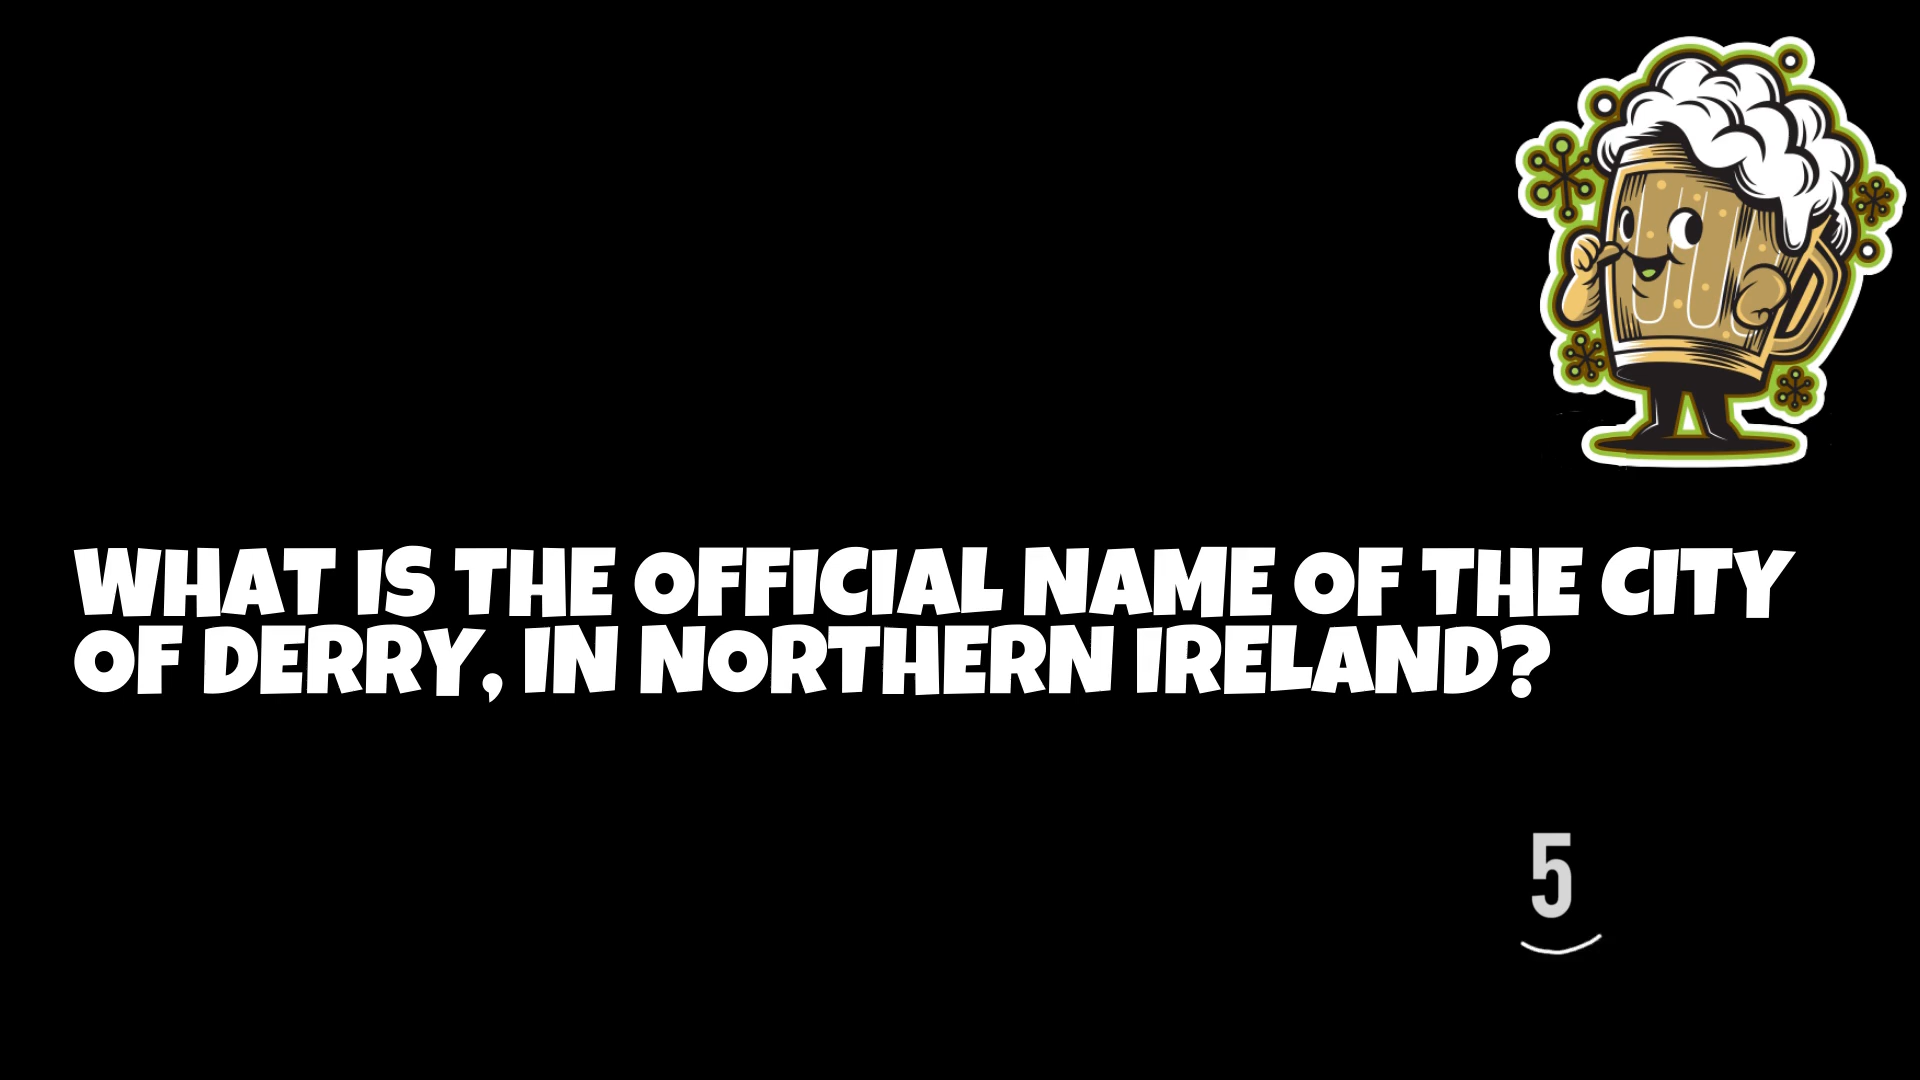 WHAT IS THE OFFICIAL NAME OF THE CITY
OF DERRY, IN NORTHERN IRELAND?
5